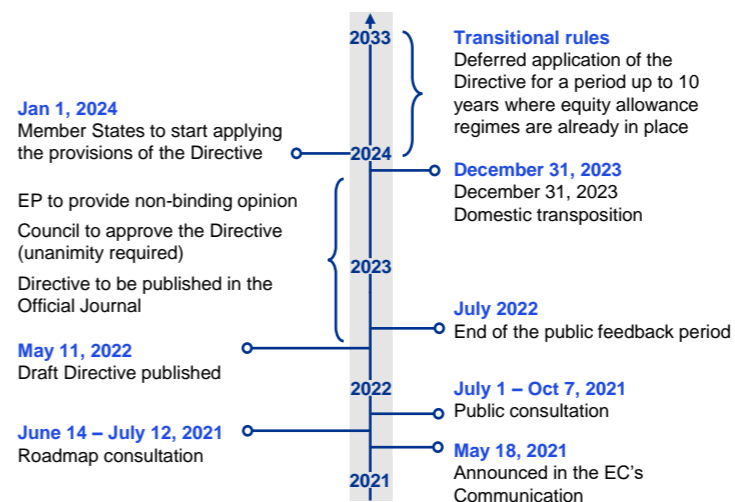 2033
Transitional rules
Deferred application of the
Directive for a period up to 10
years where equity allowance
regimes are already in place
Jan 1, 2024
Member States to start applying
the provisions of the Directive
2024
December 31, 2023
December 31, 2023
Domestic transposition
EP to provide non-binding opinion
Council to approve the Directive
(unanimity required)
Directive to be published in the
Official Journal
2023
July 2022
End of the public feedback period
May 11, 2022
Draft Directive published
2022
July 1 – Oct 7, 2021
Public consultation
June 14 – July 12, 2021
Roadmap consultation
May 18, 2021
Announced in the EC's
Communication
2021